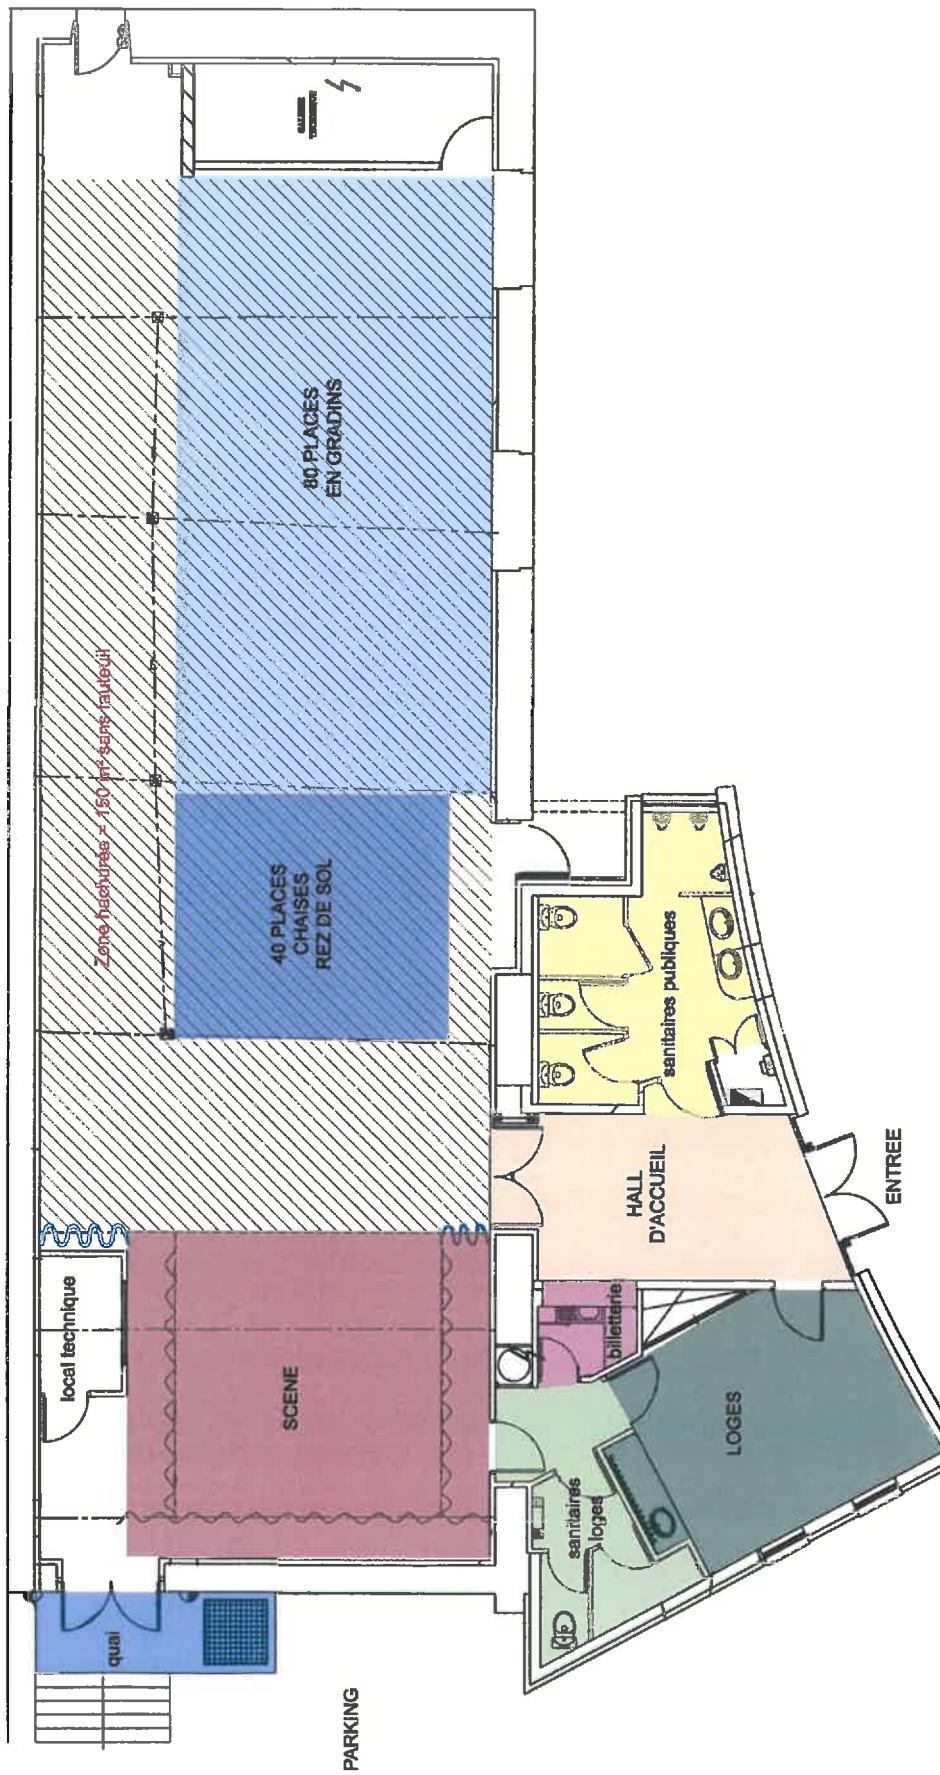 Zone hachurée = 150 m² sans fauteuil
80 PLACES
EN GRADINS
40 PLACES
CHAISES
REZ DE SOL
local technique
SCENE
quai
PARKING
sanitaires publiques
HALL
D'ACCUEIL
ENTREE
billetterie
LOGES
sanitaires
loges